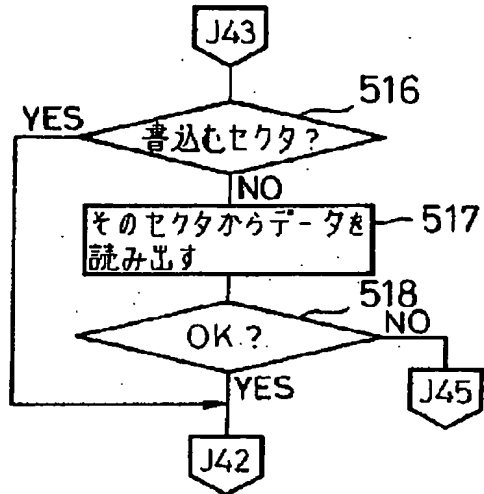 J43
516
YES
書込むセクタ?
NO
そのセクタからデータを
読み出す
517
518
OK?
NO
YES
J45
J42